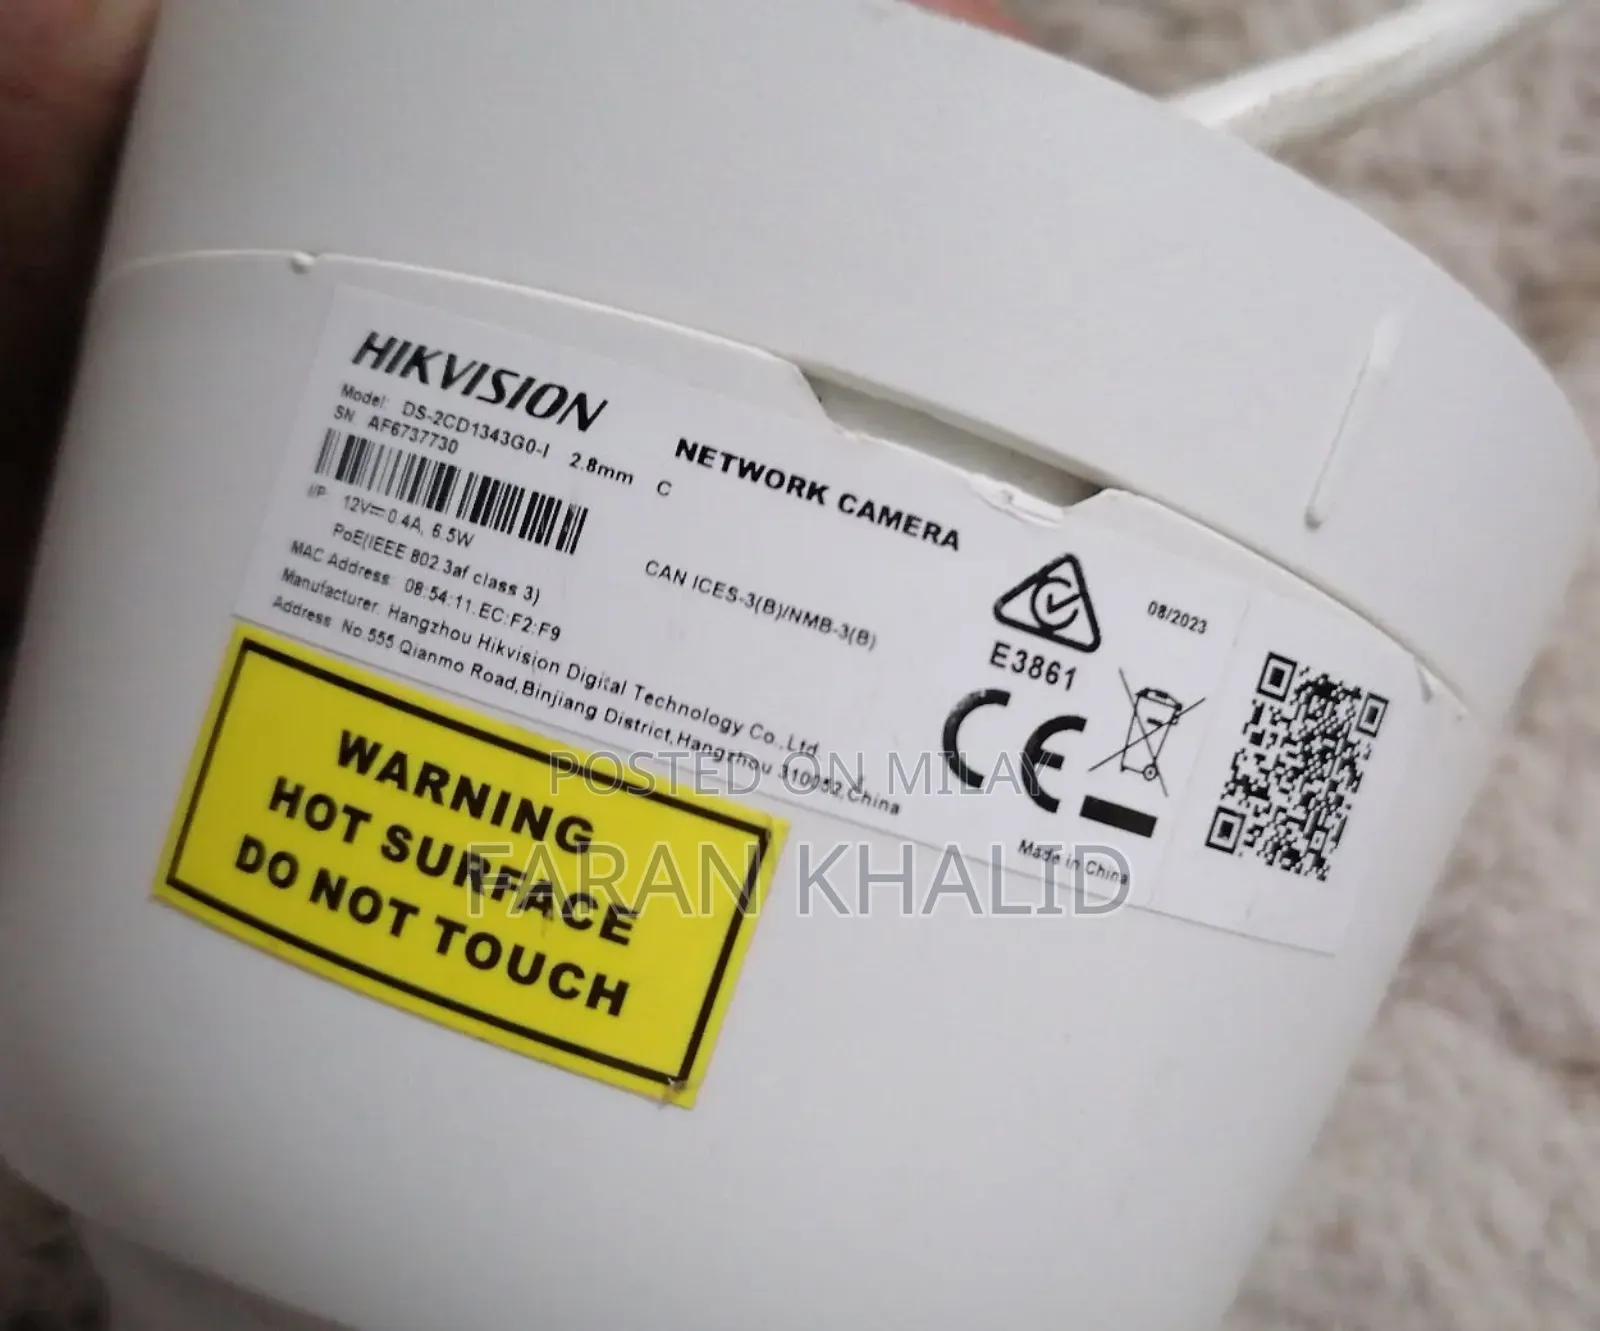 HIKVISION
Model: DS-2CD1343G0-I 2.8mm C
SN AF6737730
NETWORK CAMERA
I/P 12V⎓0.4A, 6.5W
PoE(IEEE 802.3af class 3)
CAN ICES-3(B)/NMB-3(B)
MAC Address: 08:54:11:EC:F2:F9
Manufacturer: Hangzhou Hikvision Digital Technology Co.,Ltd
Address: No.555 Qianmo Road,Binjiang District,Hangzhou 310052,China
08/2023
E3861
CE
Made in China
WARNING
HOT SURFACE
DO NOT TOUCH
POSTED ON MILAY
FARAN KHALID